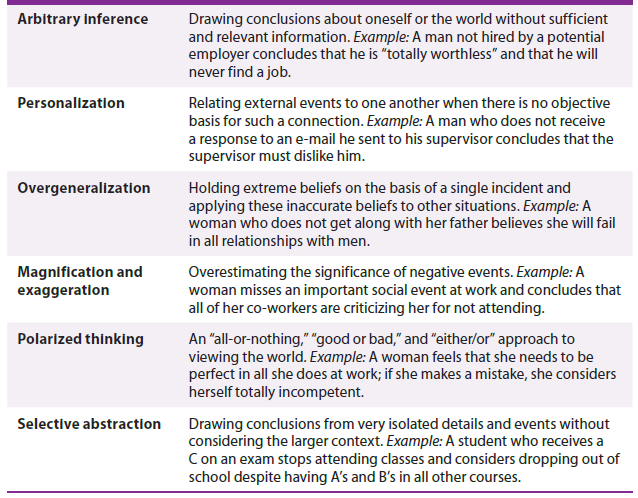 Arbitrary inference
Drawing conclusions about oneself or the world without sufficient
and relevant information. Example: A man not hired by a potential
employer concludes that he is “totally worthless” and that he will
never find a job.
Personalization
Relating external events to one another when there is no objective
basis for such a connection. Example: A man who does not receive
a response to an e-mail he sent to his supervisor concludes that the
supervisor must dislike him.
Overgeneralization
Holding extreme beliefs on the basis of a single incident and
applying these inaccurate beliefs to other situations. Example: A
woman who does not get along with her father believes she will fail
in all relationships with men.
Magnification and
exaggeration
Overestimating the significance of negative events. Example: A
woman misses an important social event at work and concludes that
all of her co-workers are criticizing her for not attending.
Polarized thinking
An “all-or-nothing,” “good or bad,” and “either/or” approach to
viewing the world. Example: A woman feels that she needs to be
perfect in all she does at work; if she makes a mistake, she considers
herself totally incompetent.
Selective abstraction
Drawing conclusions from very isolated details and events without
considering the larger context. Example: A student who receives a
C on an exam stops attending classes and considers dropping out of
school despite having A’s and B’s in all other courses.